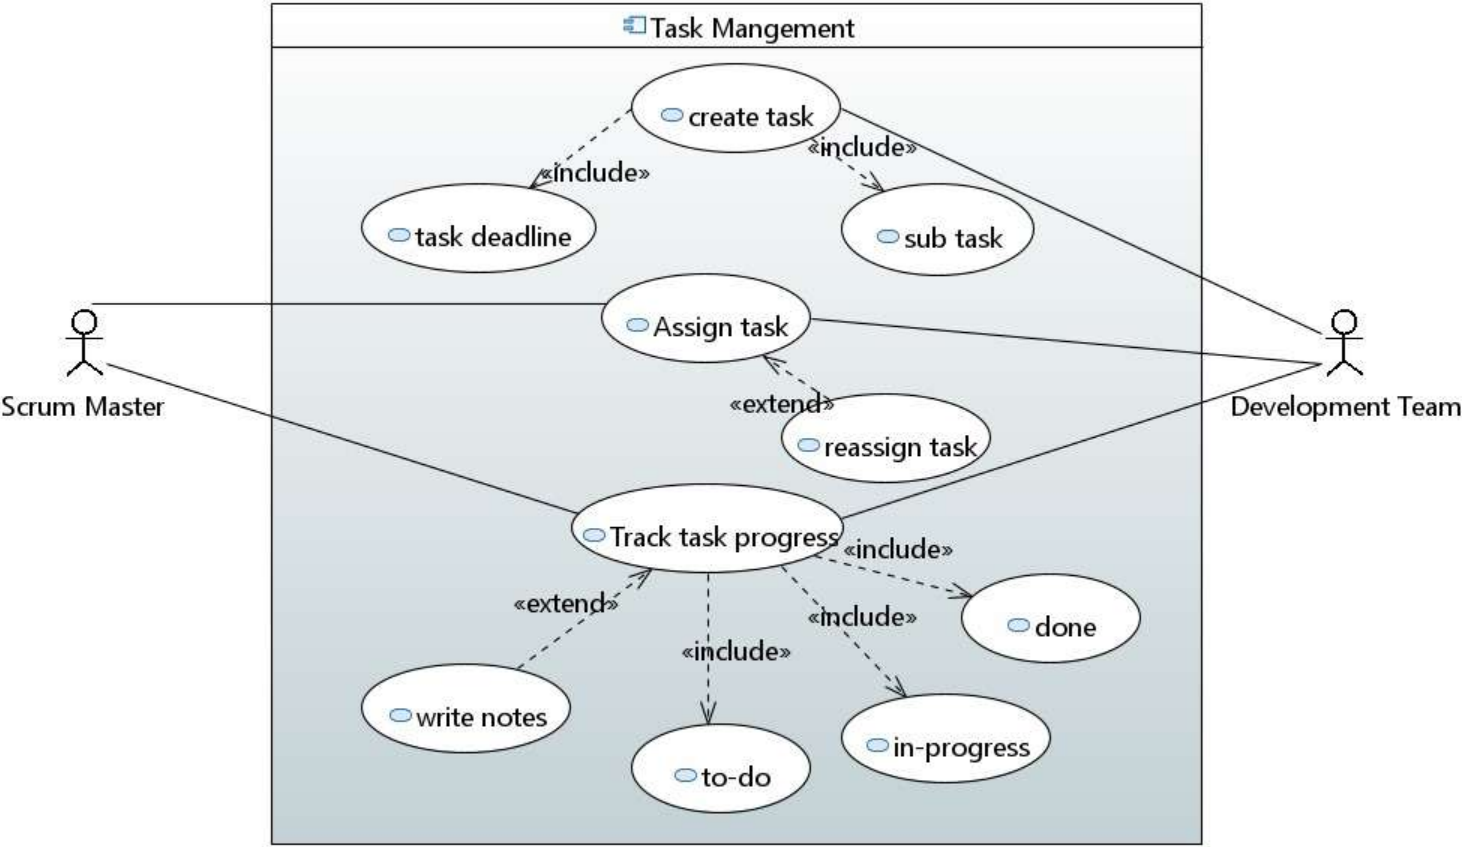 Task Mangement
create task
«include»
«include»
task deadline
sub task
Assign task
Scrum Master
Development Team
«extend»
reassign task
Track task progress
«include»
«extend»
«include»
done
«include»
write notes
in-progress
to-do